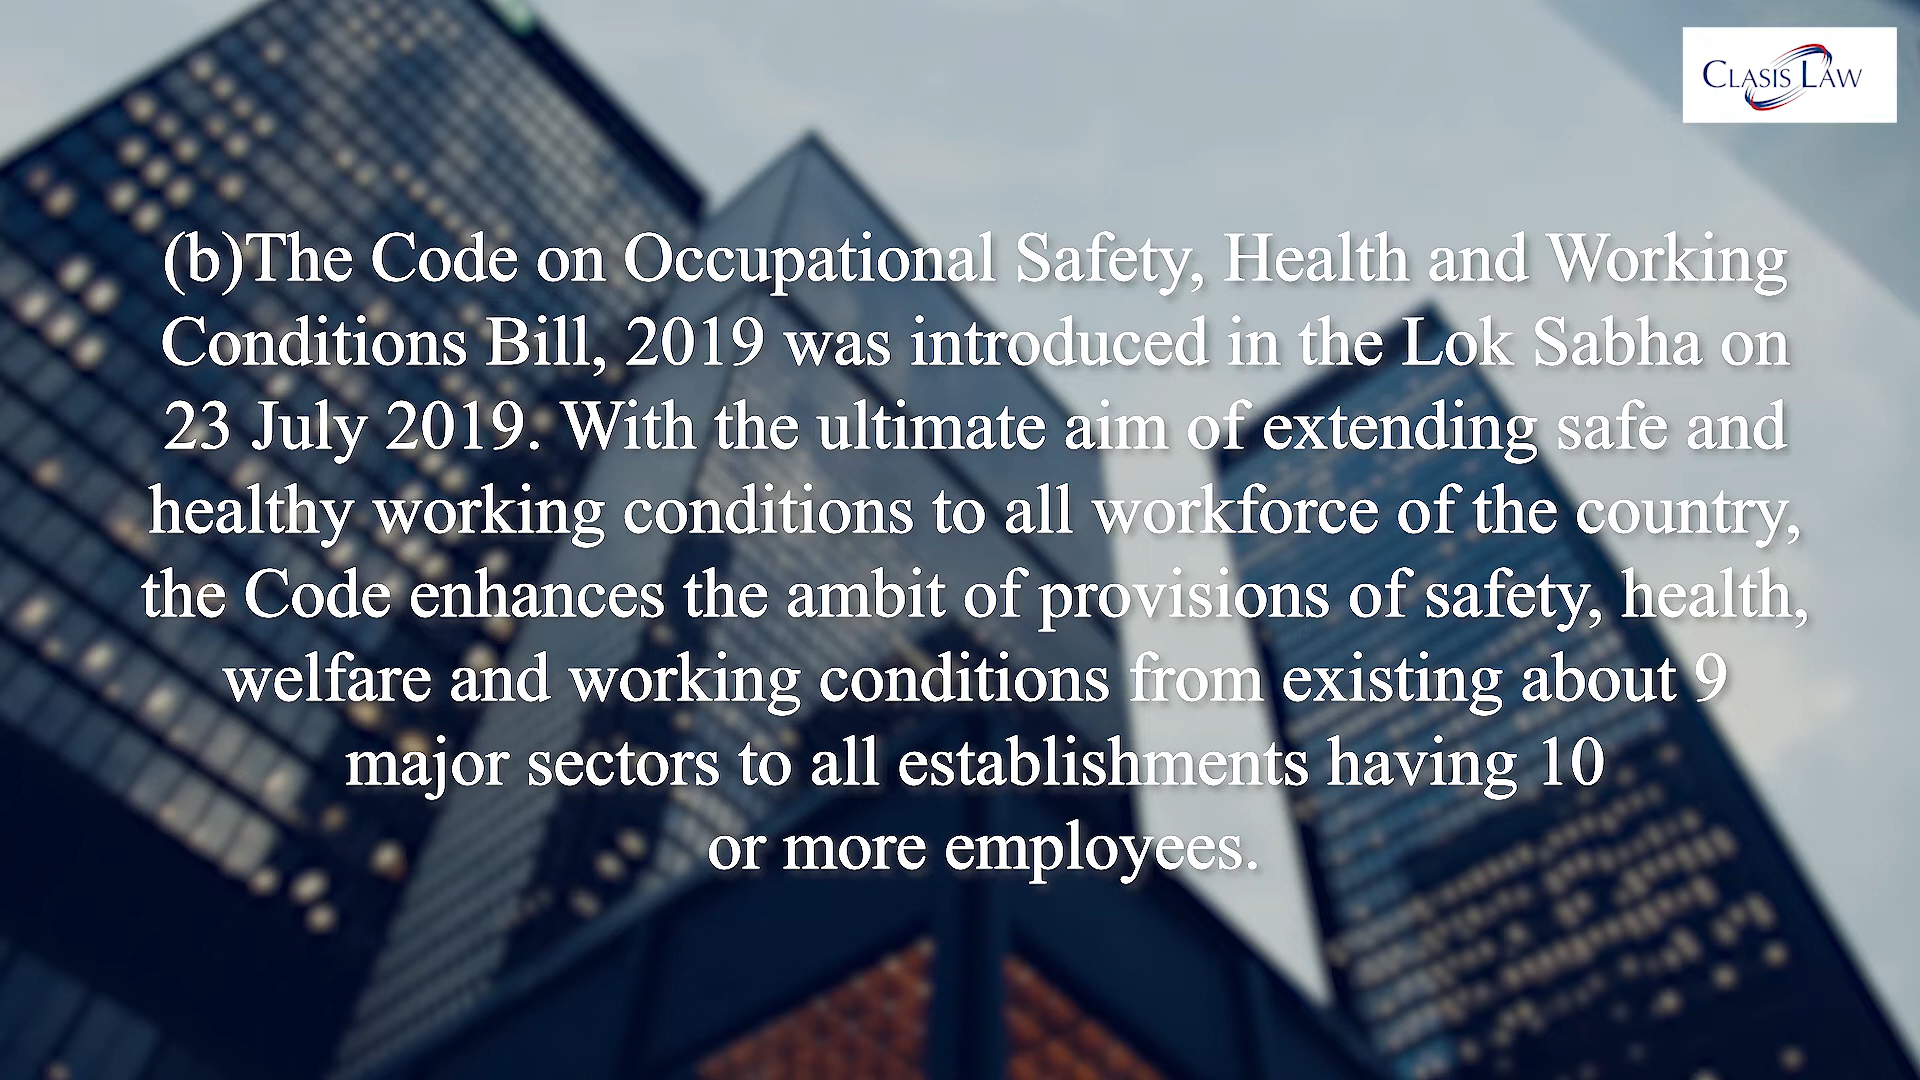 CLASIS LAW
(b)The Code on Occupational Safety, Health and Working
Conditions Bill, 2019 was introduced in the Lok Sabha on
23 July 2019. With the ultimate aim of extending safe and
healthy working conditions to all workforce of the country,
the Code enhances the ambit of provisions of safety, health,
welfare and working conditions from existing about 9
major sectors to all establishments having 10
or more employees.